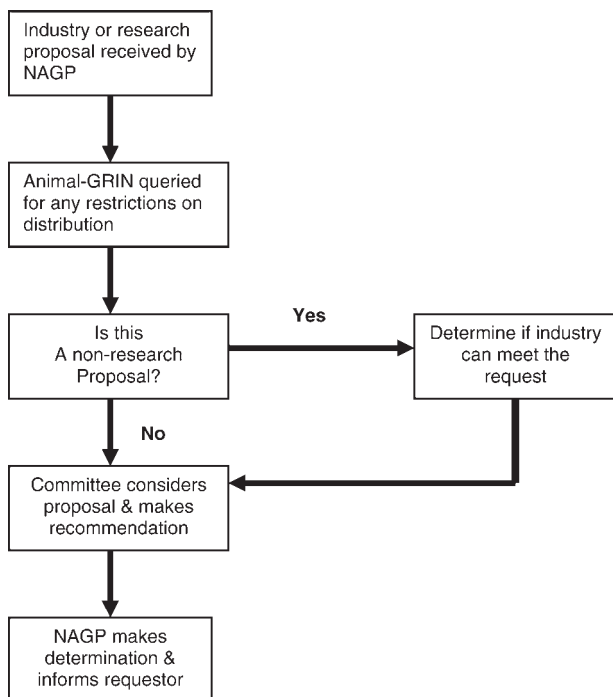 Industry or research
proposal received by
NAGP
Animal-GRIN queried
for any restrictions on
distribution
Is this
A non-research
Proposal?
Yes
Determine if industry
can meet the
request
No
Committee considers
proposal & makes
recommendation
NAGP makes
determination &
informs requestor